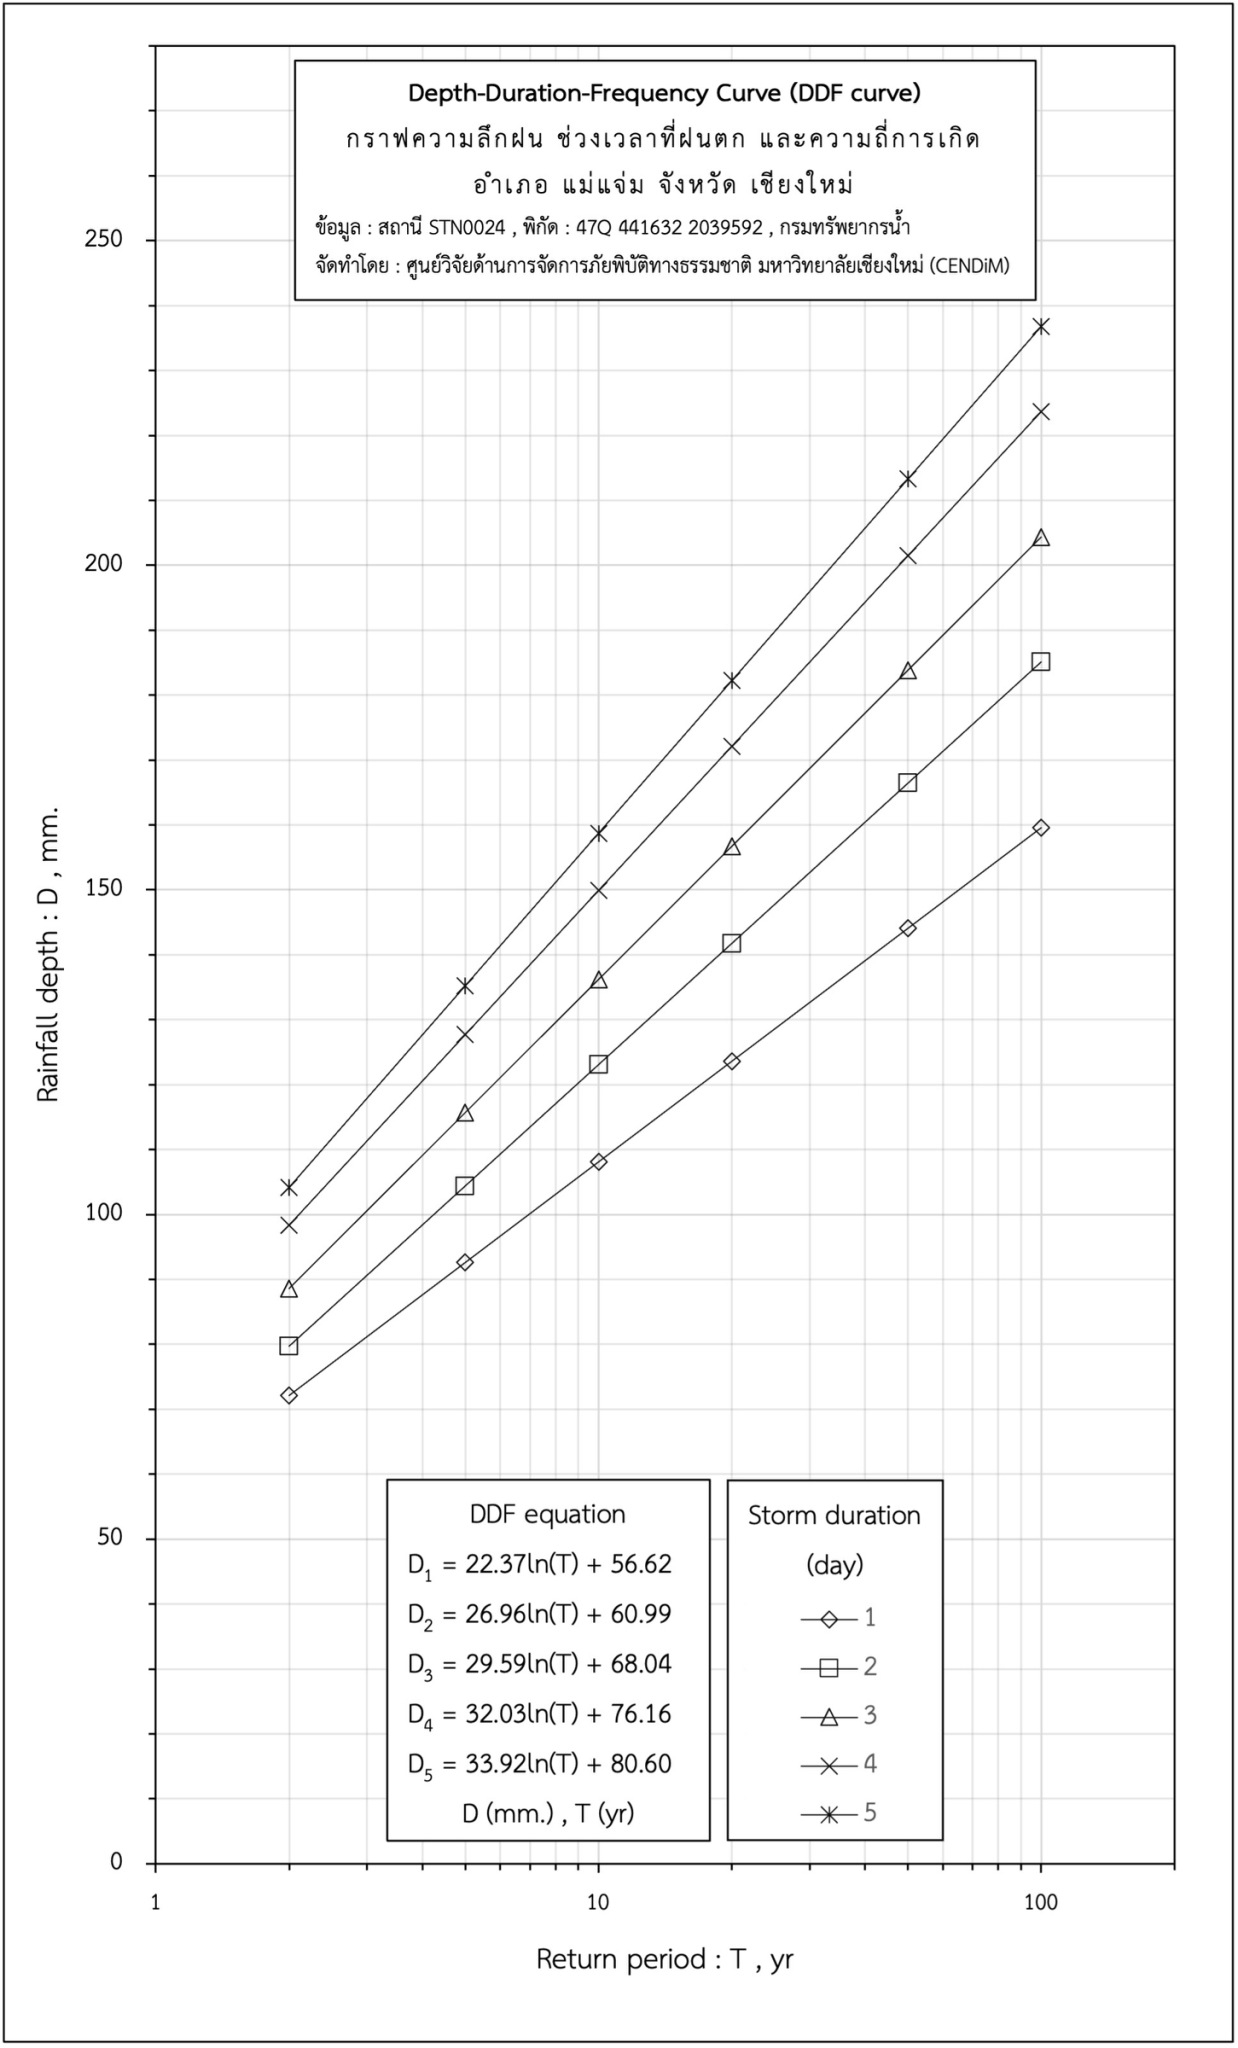 Depth-Duration-Frequency Curve (DDF curve)
กราฟความลึกฝน ช่วงเวลาที่ฝนตก และความถี่การเกิด
อำเภอ แม่แจ่ม จังหวัด เชียงใหม่
ข้อมูล : สถานี STN0024 , พิกัด : 47Q 441632 2039592 , กรมทรัพยากรน้ำ
จัดทำโดย : ศูนย์วิจัยด้านการจัดการภัยพิบัติทางธรรมชาติ มหาวิทยาลัยเชียงใหม่ (CENDiM)
250
200
150
100
50
0
Rainfall depth : D , mm.
DDF equation
D₁ = 22.37ln(T) + 56.62
D₂ = 26.96ln(T) + 60.99
D₃ = 29.59ln(T) + 68.04
D₄ = 32.03ln(T) + 76.16
D₅ = 33.92ln(T) + 80.60
D (mm.) , T (yr)
Storm duration
(day)
1
2
3
4
5
1 10 100
Return period : T , yr